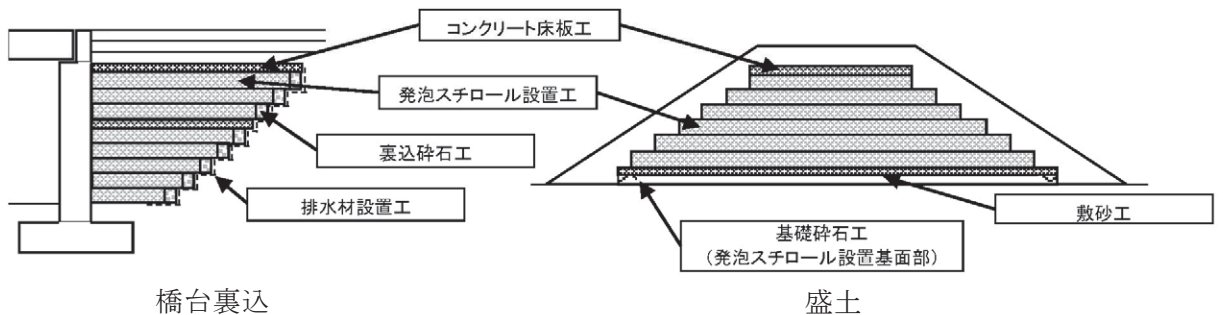 コンクリート床板工
発泡スチロール設置工
裏込砕石工
排水材設置工
敷砂工
基礎砕石工
（発泡スチロール設置基面部）
橋台裏込
盛土